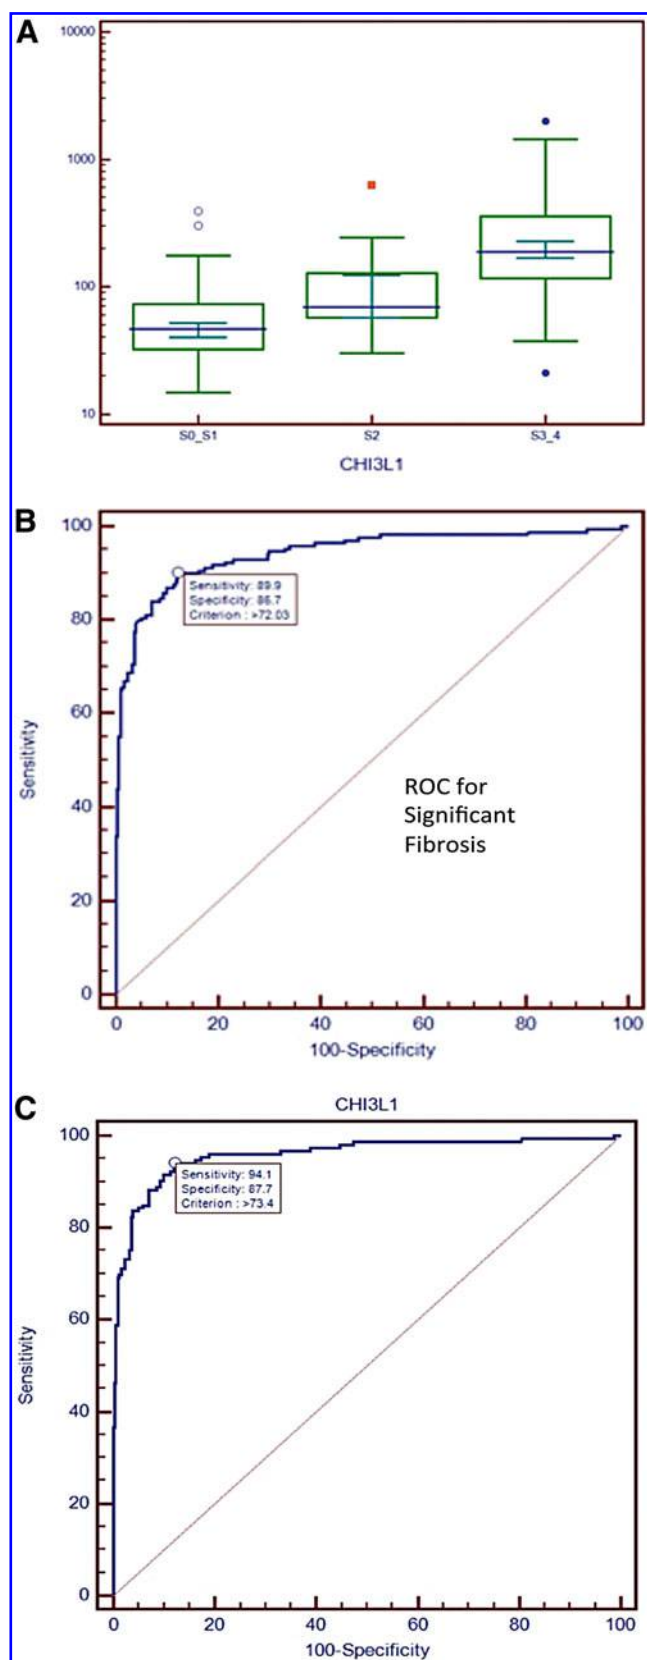 A
10000
1000
100
10
S0_S1
S2
S3_4
CHI3L1
B
100
80
60
40
20
0
Sensitivity
Sensitivity: 89.9
Specificity: 86.7
Criterion : >72.03
ROC for
Significant
Fibrosis
0
20
40
60
80
100
100-Specificity
C
CHI3L1
100
80
60
40
20
0
Sensitivity
Sensitivity: 94.1
Specificity: 87.7
Criterion : >73.4
0
20
40
60
80
100
100-Specificity